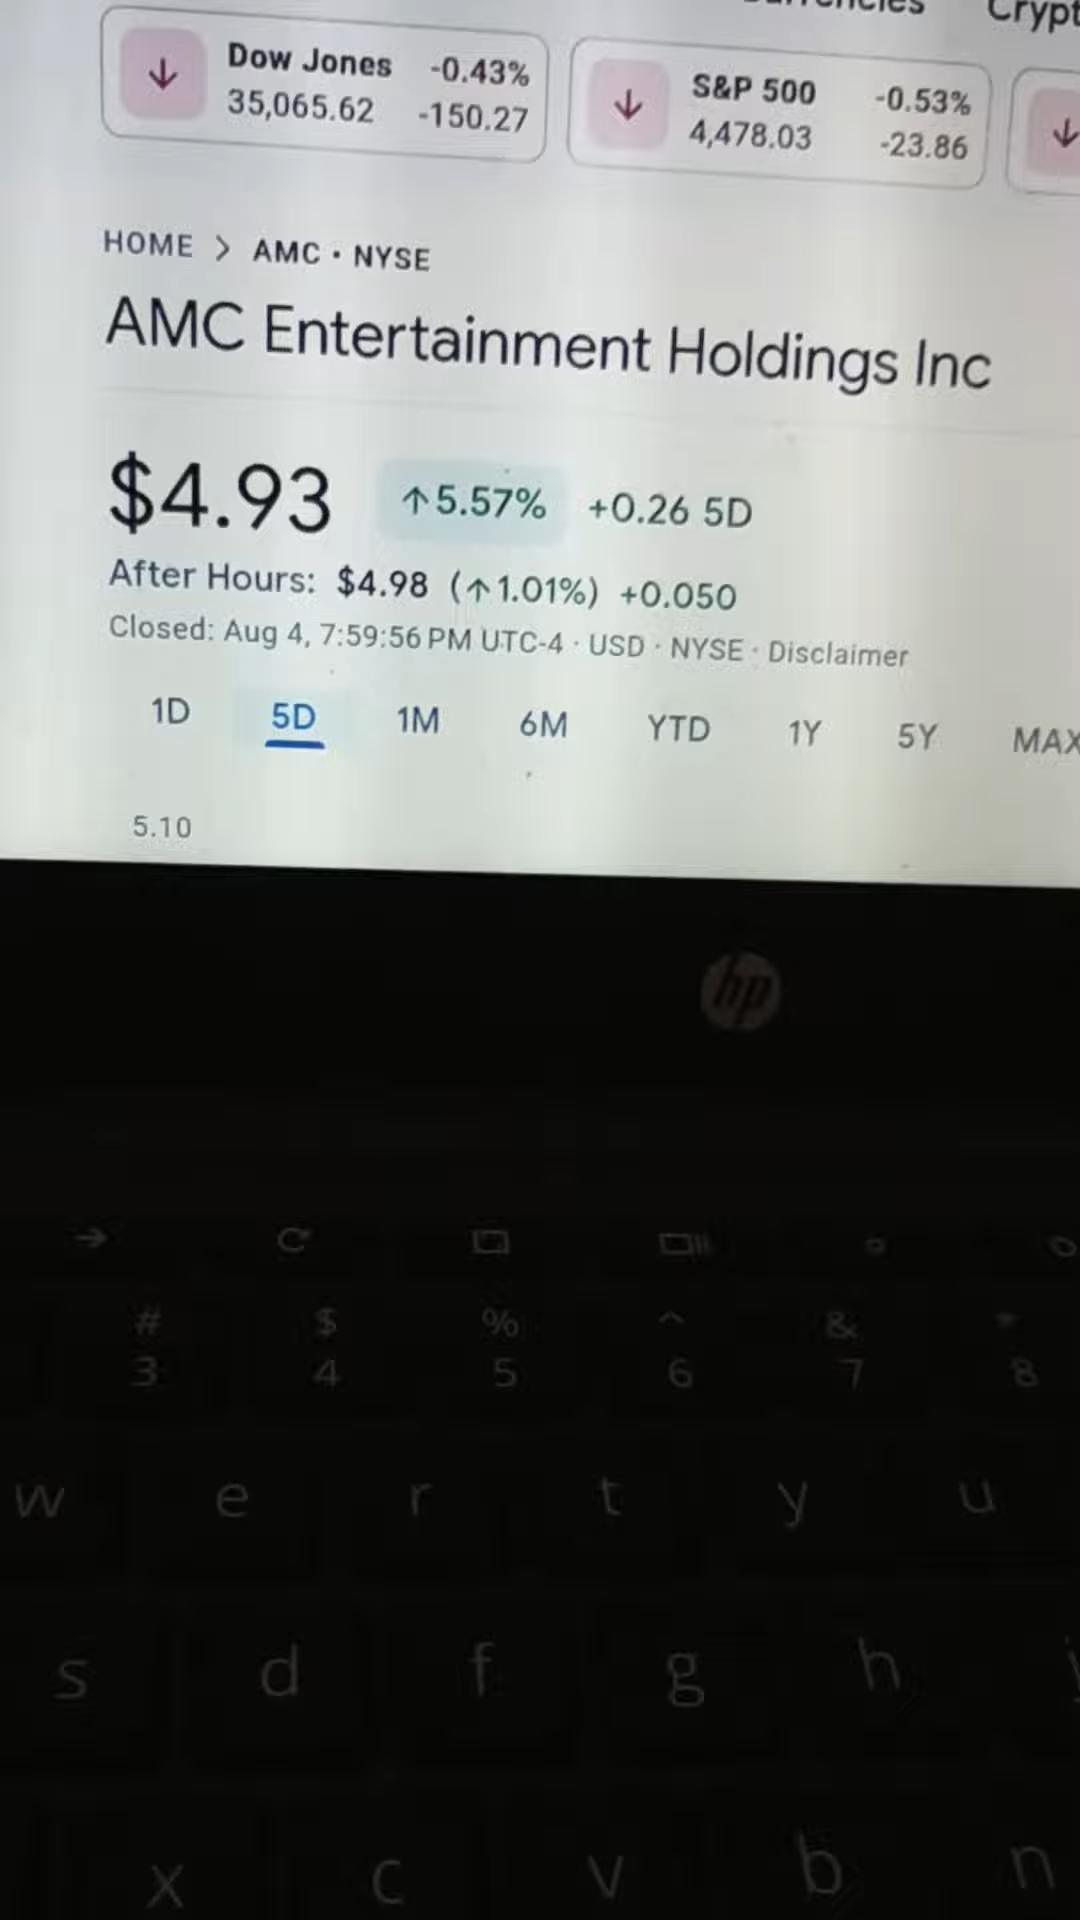 Crypt
Dow Jones -0.43%
35,065.62 -150.27
S&P 500 -0.53%
4,478.03 -23.86
HOME > AMC • NYSE
AMC Entertainment Holdings Inc
$4.93 ↑5.57% +0.26 5D
After Hours: $4.98 (↑1.01%) +0.050
Closed: Aug 4, 7:59:56 PM UTC-4 · USD · NYSE · Disclaimer
1D 5D 1M 6M YTD 1Y 5Y MAX
5.10
hp
# $ % ^ & *
3 4 5 6 7 8
w e r t y u
s d f g h j
x c v b n